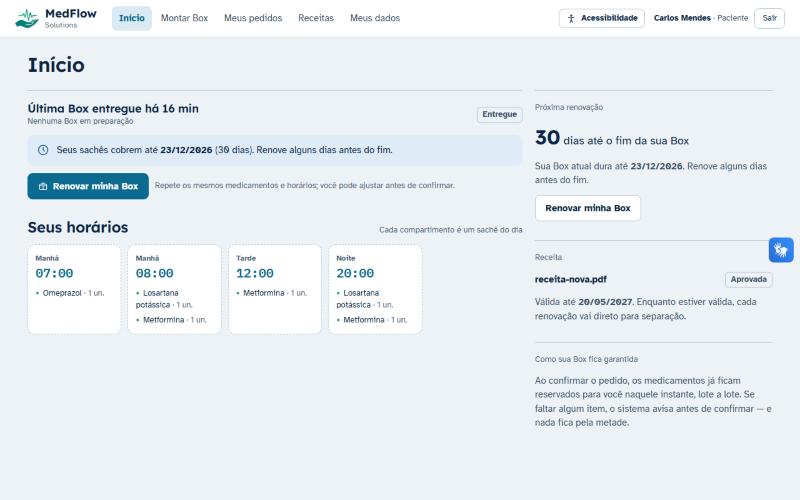 MedFlow
Solutions
Início
Montar Box
Meus pedidos
Receitas
Meus dados
Acessibilidade
Carlos Mendes · Paciente
Sair
Início
Última Box entregue há 16 min
Nenhuma Box em preparação
Entregue
Seus sachês cobrem até 23/12/2026 (30 dias). Renove alguns dias antes do fim.
Renovar minha Box
Repete os mesmos medicamentos e horários; você pode ajustar antes de confirmar.
Seus horários
Cada compartimento é um sachê do dia
Manhã
07:00
• Omeprazol · 1 un.
Manhã
08:00
• Losartana
potássica · 1 un.
• Metformina · 1 un.
Tarde
12:00
• Metformina · 1 un.
Noite
20:00
• Losartana
potássica · 1 un.
• Metformina · 1 un.
Próxima renovação
30 dias até o fim da sua Box
Sua Box atual dura até 23/12/2026. Renove alguns dias
antes do fim.
Renovar minha Box
Receita
receita-nova.pdf
Aprovada
Válida até 20/05/2027. Enquanto estiver válida, cada
renovação vai direto para separação.
Como sua Box fica garantida
Ao confirmar o pedido, os medicamentos já ficam
reservados para você naquele instante, lote a lote. Se
faltar algum item, o sistema avisa antes de confirmar — e
nada fica pela metade.